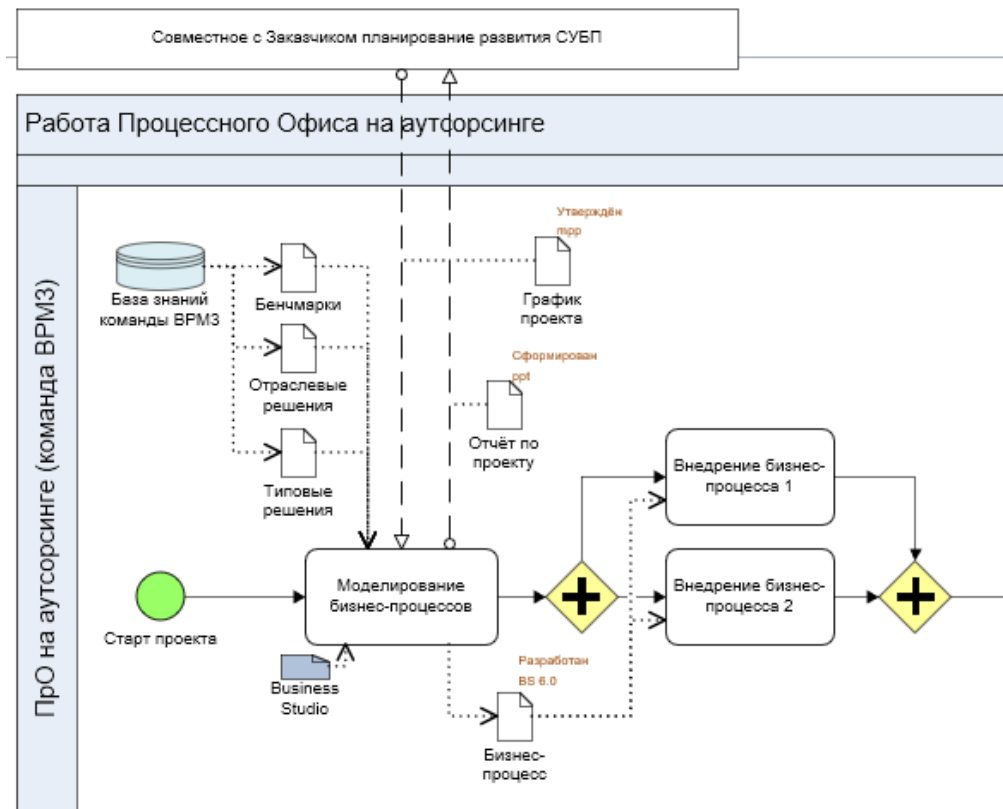 Совместное с Заказчиком планирование развития СУБП
Работа Процессного Офиса на аутсорсинге
ПрО на аутсорсинге (команда ВРМ3)
База знаний
команды ВРМ3
Бенчмарки
Отраслевые
решения
Типовые
решения
Утверждён
mpp
График
проекта
Сформирован
ppt
Отчёт по
проекту
Старт проекта
Моделирование
бизнес-процессов
Business
Studio
Разработан
BS 6.0
Бизнес-
процесс
Внедрение бизнес-
процесса 1
Внедрение бизнес-
процесса 2